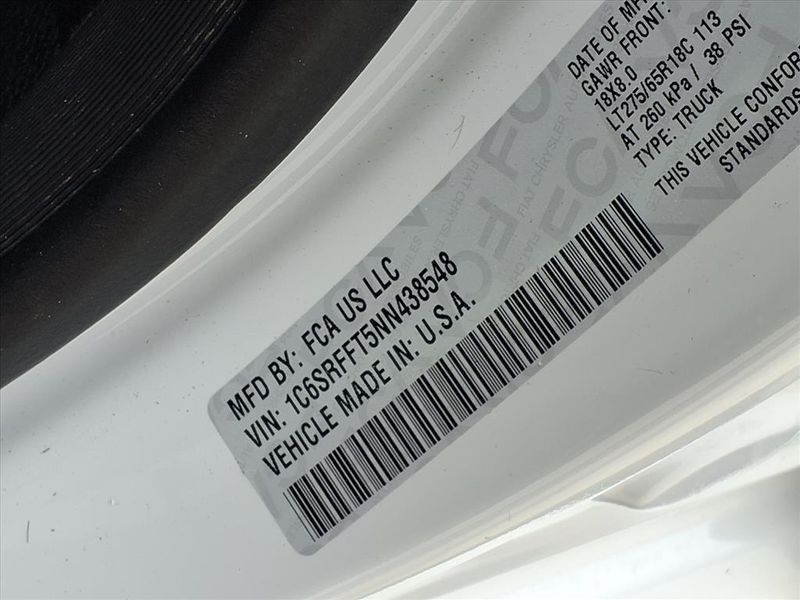 MFD BY: FCA US LLC
VIN: 1C6SRFFT5NN438548
VEHICLE MADE IN: U.S.A.
DATE OF MF
GAWR FRONT:
18X8.0
LT275/65R18C 113
AT 260 kPa / 38 PSI
TYPE: TRUCK
THIS VEHICLE CONFOR
STANDARDS